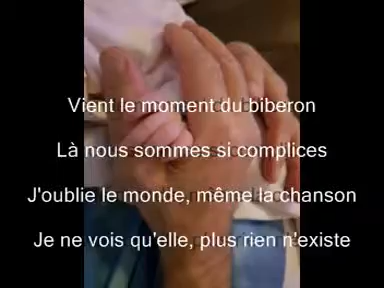 Vient le moment du biberon
Là nous sommes si complices
J'oublie le monde, même la chanson
Je ne vois qu'elle, plus rien n'existe